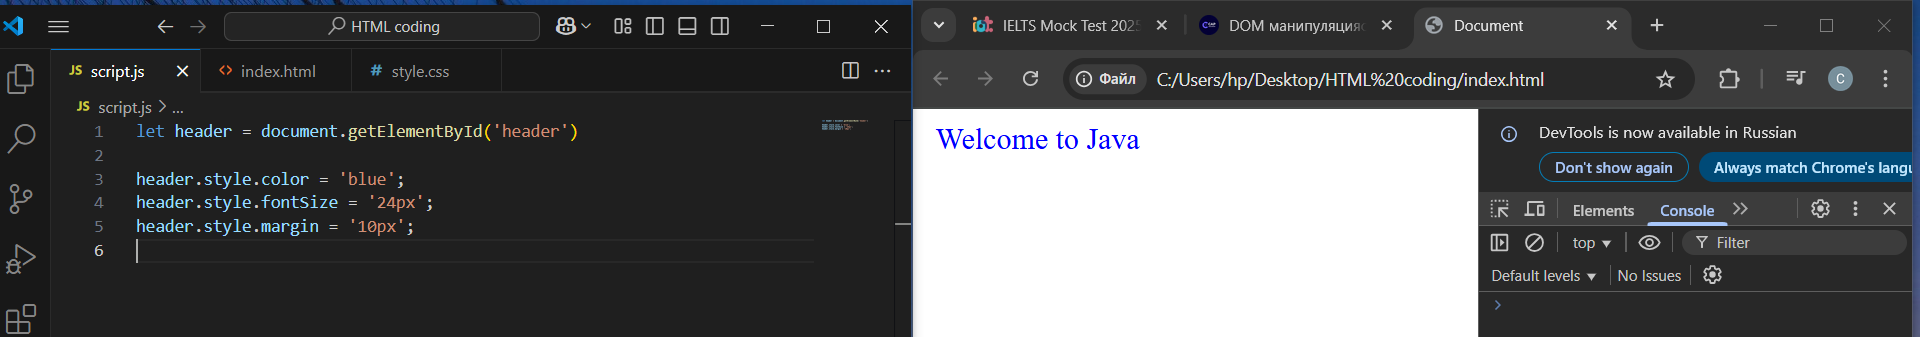 HTML coding
JS script.js
index.html
# style.css
JS script.js > ...
1 let header = document.getElementById('header')
2
3 header.style.color = 'blue';
4 header.style.fontSize = '24px';
5 header.style.margin = '10px';
6
IELTS Mock Test 2025
DOM манипуляция
Document
Файл
C:/Users/hp/Desktop/HTML%20coding/index.html
C
Welcome to Java
DevTools is now available in Russian
Don't show again
Always match Chrome's langu
Elements
Console
top
Filter
Default levels
No Issues